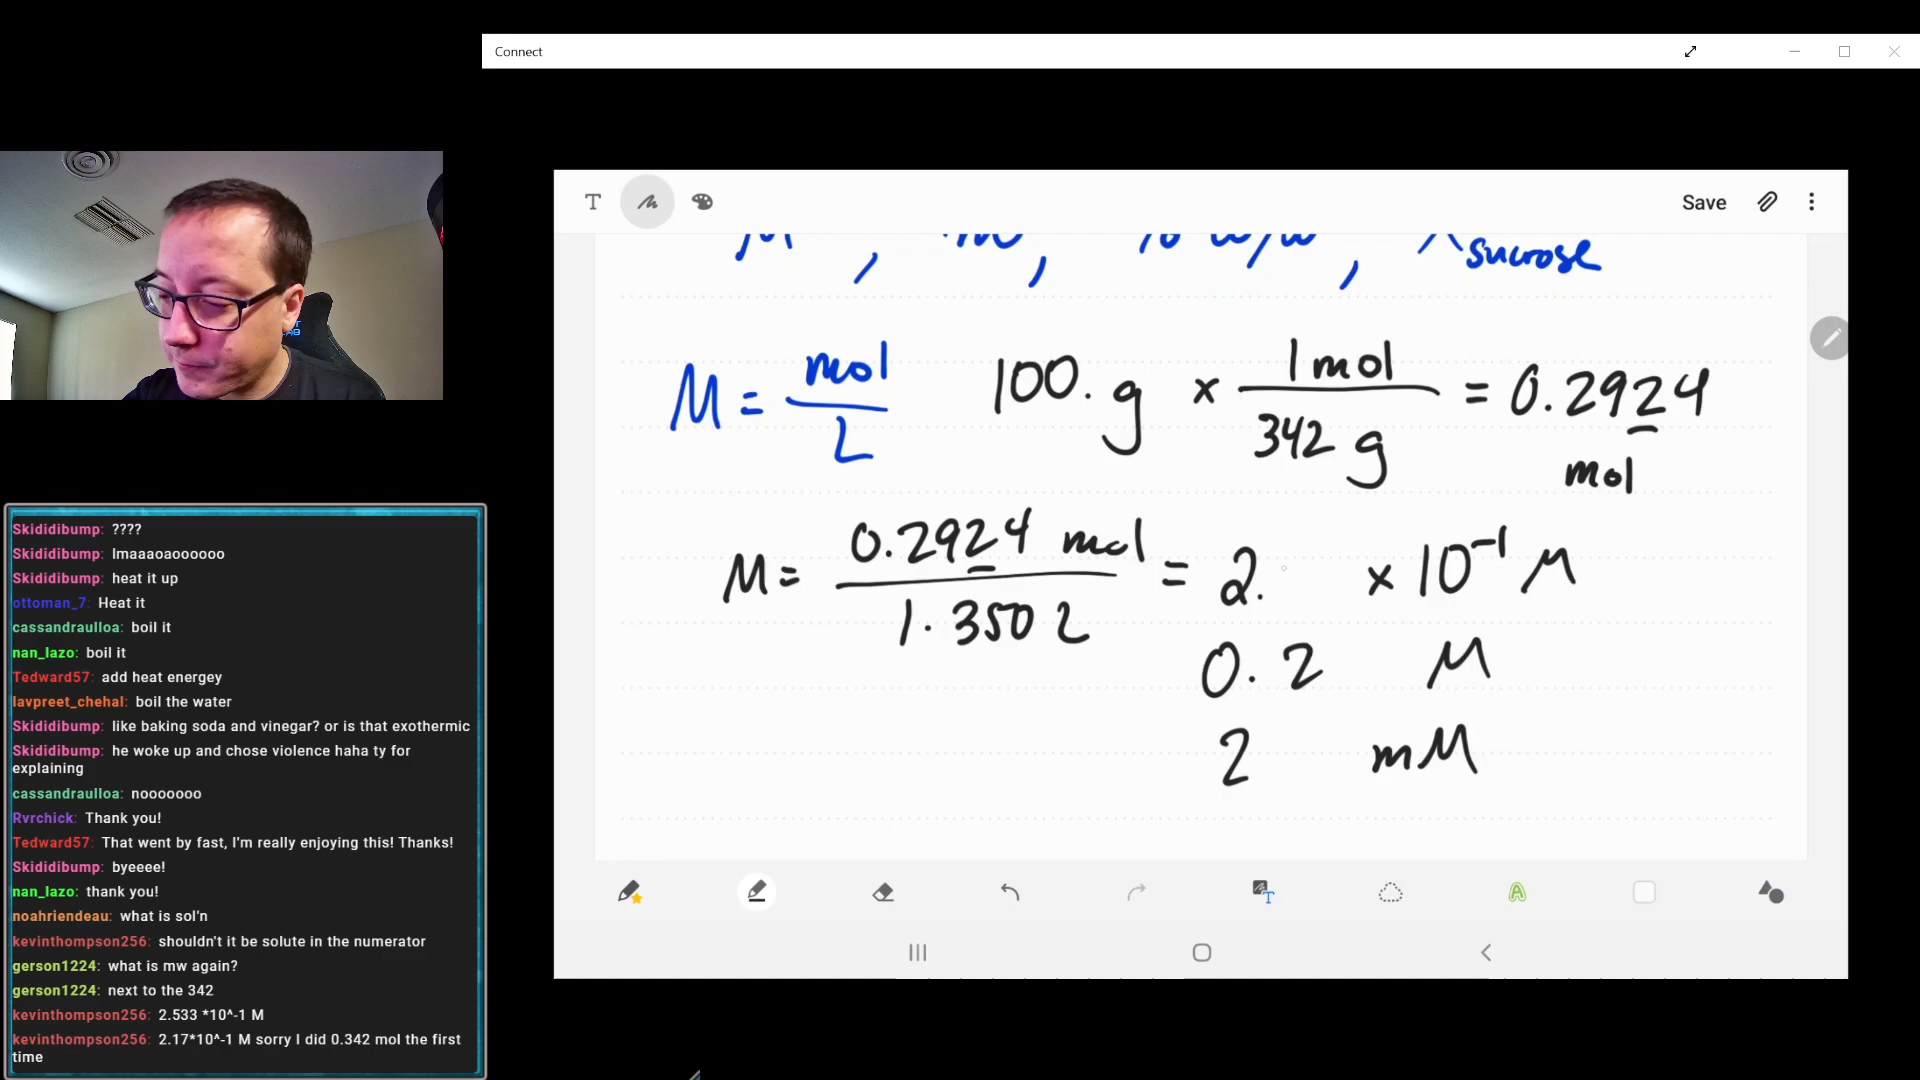 Connect
T
Save
M , m, % w/w, X sucrose
M = mol / L 100. g × 1 mol / 342 g = 0.2924 mol
M = 0.2924 mol / 1.350 L = 2. × 10⁻¹ M
0.2 M
2 mM
Skididibump: ????
Skididibump: lmaaaoaoooooo
Skididibump: heat it up
ottoman_7: Heat it
cassandraulloa: boil it
nan_lazo: boil it
Tedward57: add heat energey
lavpreet_chehal: boil the water
Skididibump: like baking soda and vinegar? or is that exothermic
Skididibump: he woke up and chose violence haha ty for
explaining
cassandraulloa: nooooooo
Rvrchick: Thank you!
Tedward57: That went by fast, I'm really enjoying this! Thanks!
Skididibump: byeeee!
nan_lazo: thank you!
noahriendeau: what is sol'n
kevinthompson256: shouldn't it be solute in the numerator
gerson1224: what is mw again?
gerson1224: next to the 342
kevinthompson256: 2.533 *10^-1 M
kevinthompson256: 2.17*10^-1 M sorry I did 0.342 mol the first
time